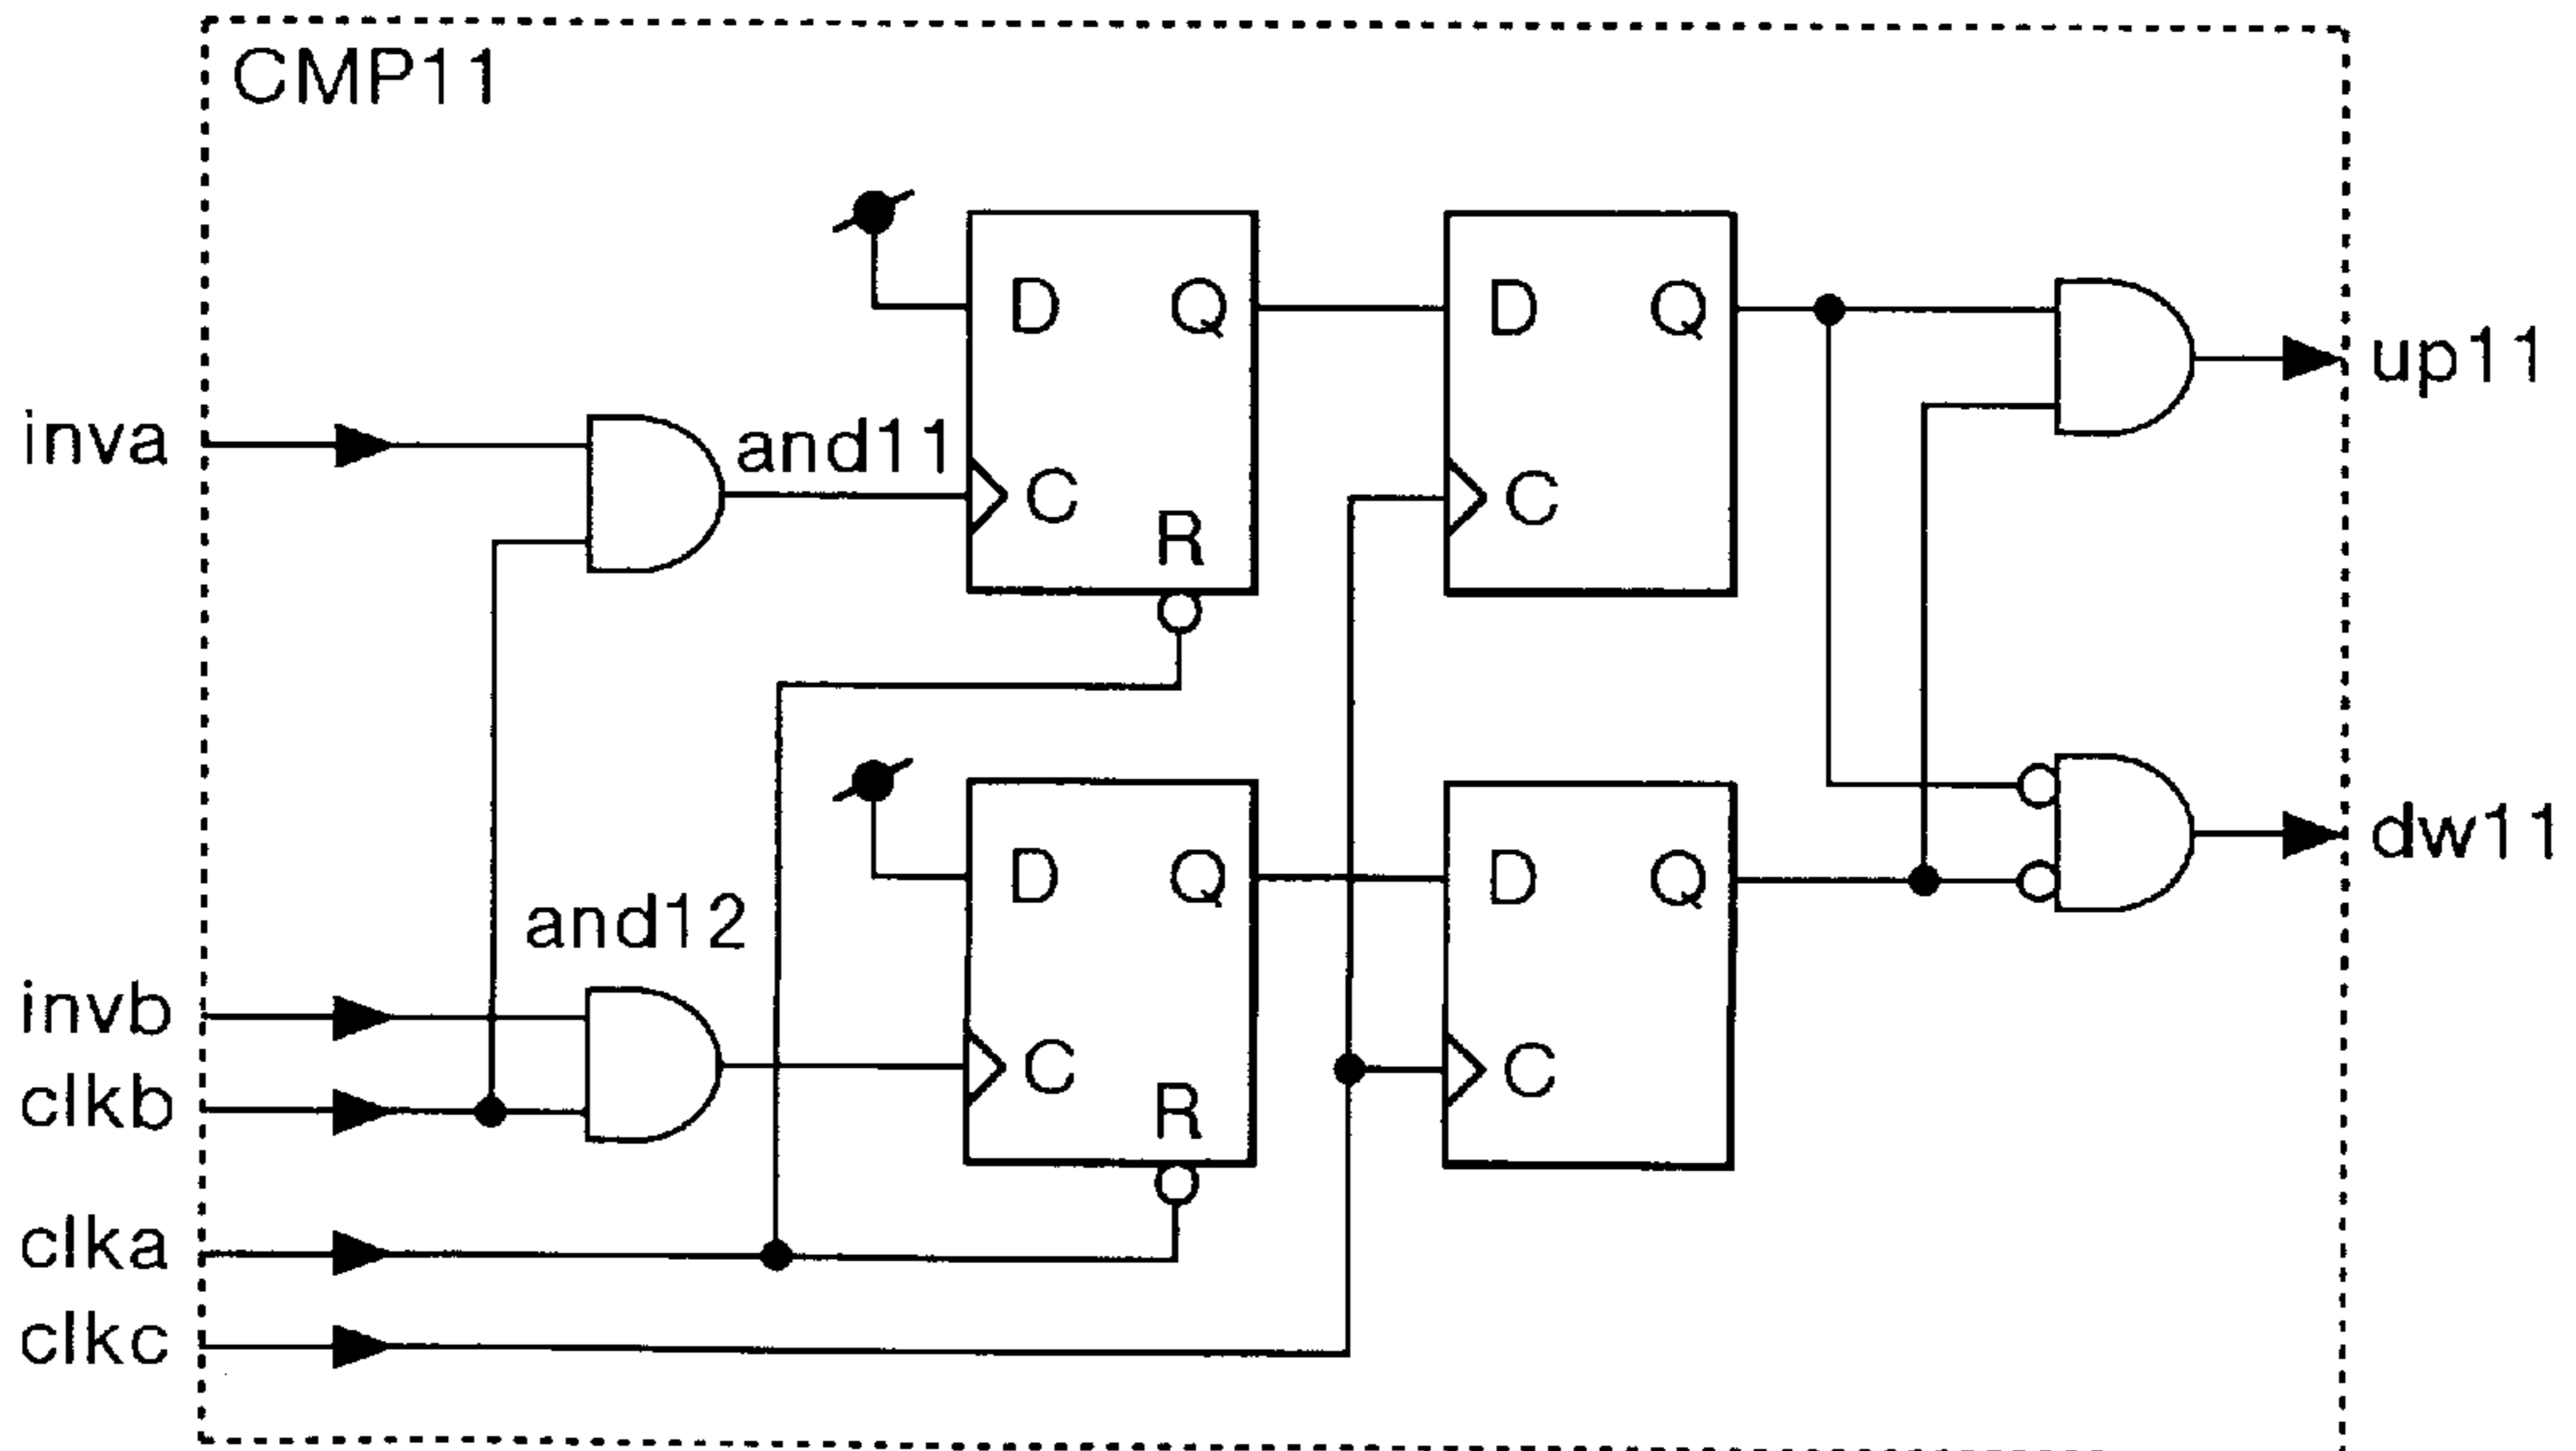 CMP11
D Q D Q
up11
inva
and11
C C
R
dw11
D Q D Q
and12
invb
C C
clkb
R
clka
clkc